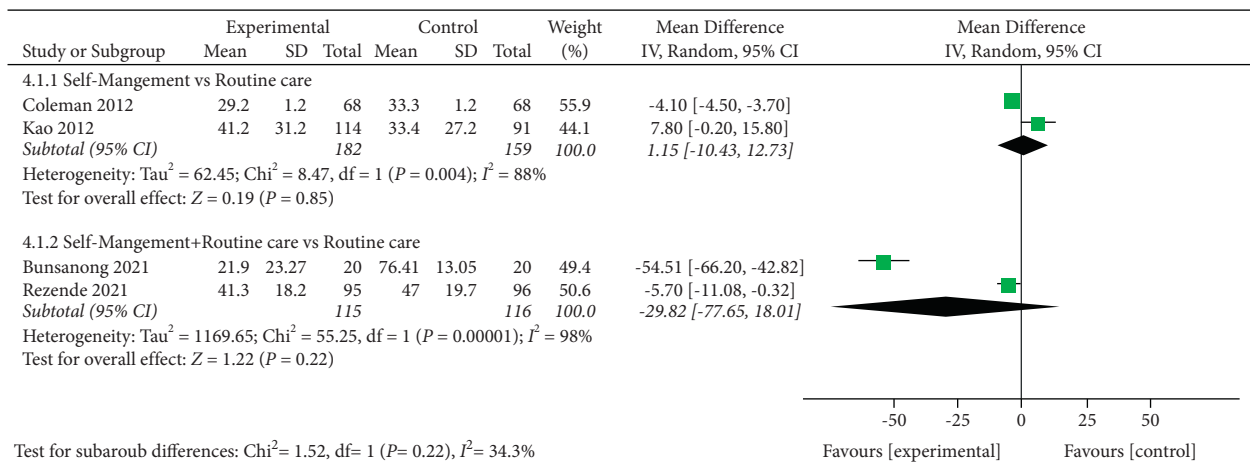 Experimental Control Weight Mean Difference Mean Difference
Study or Subgroup Mean SD Total Mean SD Total (%) IV, Random, 95% CI IV, Random, 95% CI
4.1.1 Self-Mangement vs Routine care
Coleman 2012 29.2 1.2 68 33.3 1.2 68 55.9 -4.10 [-4.50, -3.70]
Kao 2012 41.2 31.2 114 33.4 27.2 91 44.1 7.80 [-0.20, 15.80]
Subtotal (95% CI) 182 159 100.0 1.15 [-10.43, 12.73]
Heterogeneity: Tau² = 62.45; Chi² = 8.47, df = 1 (P = 0.004); I² = 88%
Test for overall effect: Z = 0.19 (P = 0.85)
4.1.2 Self-Mangement+Routine care vs Routine care
Bunsanong 2021 21.9 23.27 20 76.41 13.05 20 49.4 -54.51 [-66.20, -42.82]
Rezende 2021 41.3 18.2 95 47 19.7 96 50.6 -5.70 [-11.08, -0.32]
Subtotal (95% CI) 115 116 100.0 -29.82 [-77.65, 18.01]
Heterogeneity: Tau² = 1169.65; Chi² = 55.25, df = 1 (P = 0.00001); I² = 98%
Test for overall effect: Z = 1.22 (P = 0.22)
-50 -25 0 25 50
Test for subaroub differences: Chi²= 1.52, df= 1 (P= 0.22), I²= 34.3% Favours [experimental] Favours [control]